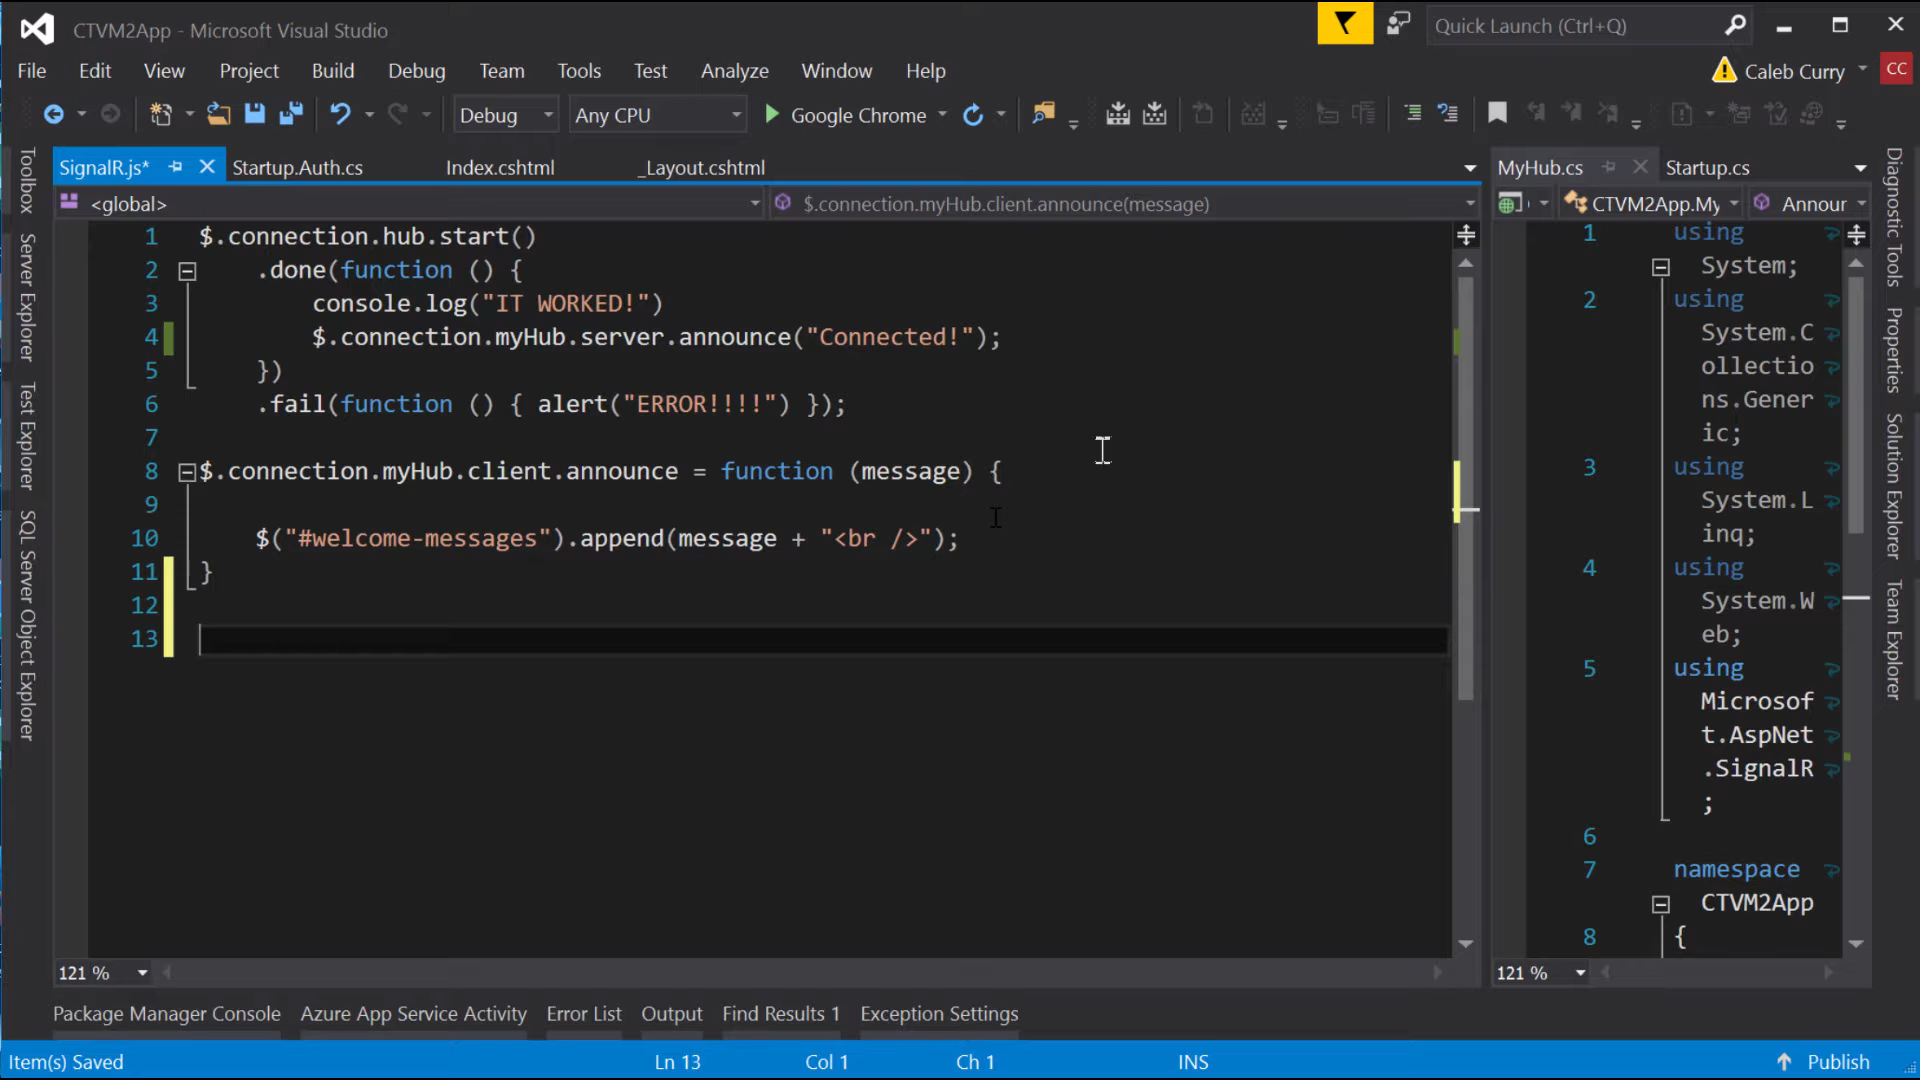 CTVM2App - Microsoft Visual Studio
Quick Launch (Ctrl+Q)
File Edit View Project Build Debug Team Tools Test Analyze Window Help
Caleb Curry CC
Debug Any CPU Google Chrome
SignalR.js* Startup.Auth.cs Index.cshtml _Layout.cshtml
MyHub.cs Startup.cs
<global> $.connection.myHub.client.announce(message)
CTVM2App.My Annour
1 $.connection.hub.start()
2 .done(function () {
3 console.log("IT WORKED!")
4 $.connection.myHub.server.announce("Connected!");
5 })
6 .fail(function () { alert("ERROR!!!!") });
7
8 $.connection.myHub.client.announce = function (message) {
9
10 $("#welcome-messages").append(message + "<br />");
11 }
12
13
1 using
System;
2 using
System.C
ollectio
ns.Gener
ic;
3 using
System.L
inq;
4 using
System.W
eb;
5 using
Microsof
t.AspNet
.SignalR
;
6
7 namespace
CTVM2App
8 {
Toolbox
Server Explorer
Test Explorer
SQL Server Object Explorer
Diagnostic Tools
Properties
Solution Explorer
Team Explorer
121 %
121 %
Package Manager Console Azure App Service Activity Error List Output Find Results 1 Exception Settings
Item(s) Saved Ln 13 Col 1 Ch 1 INS Publish